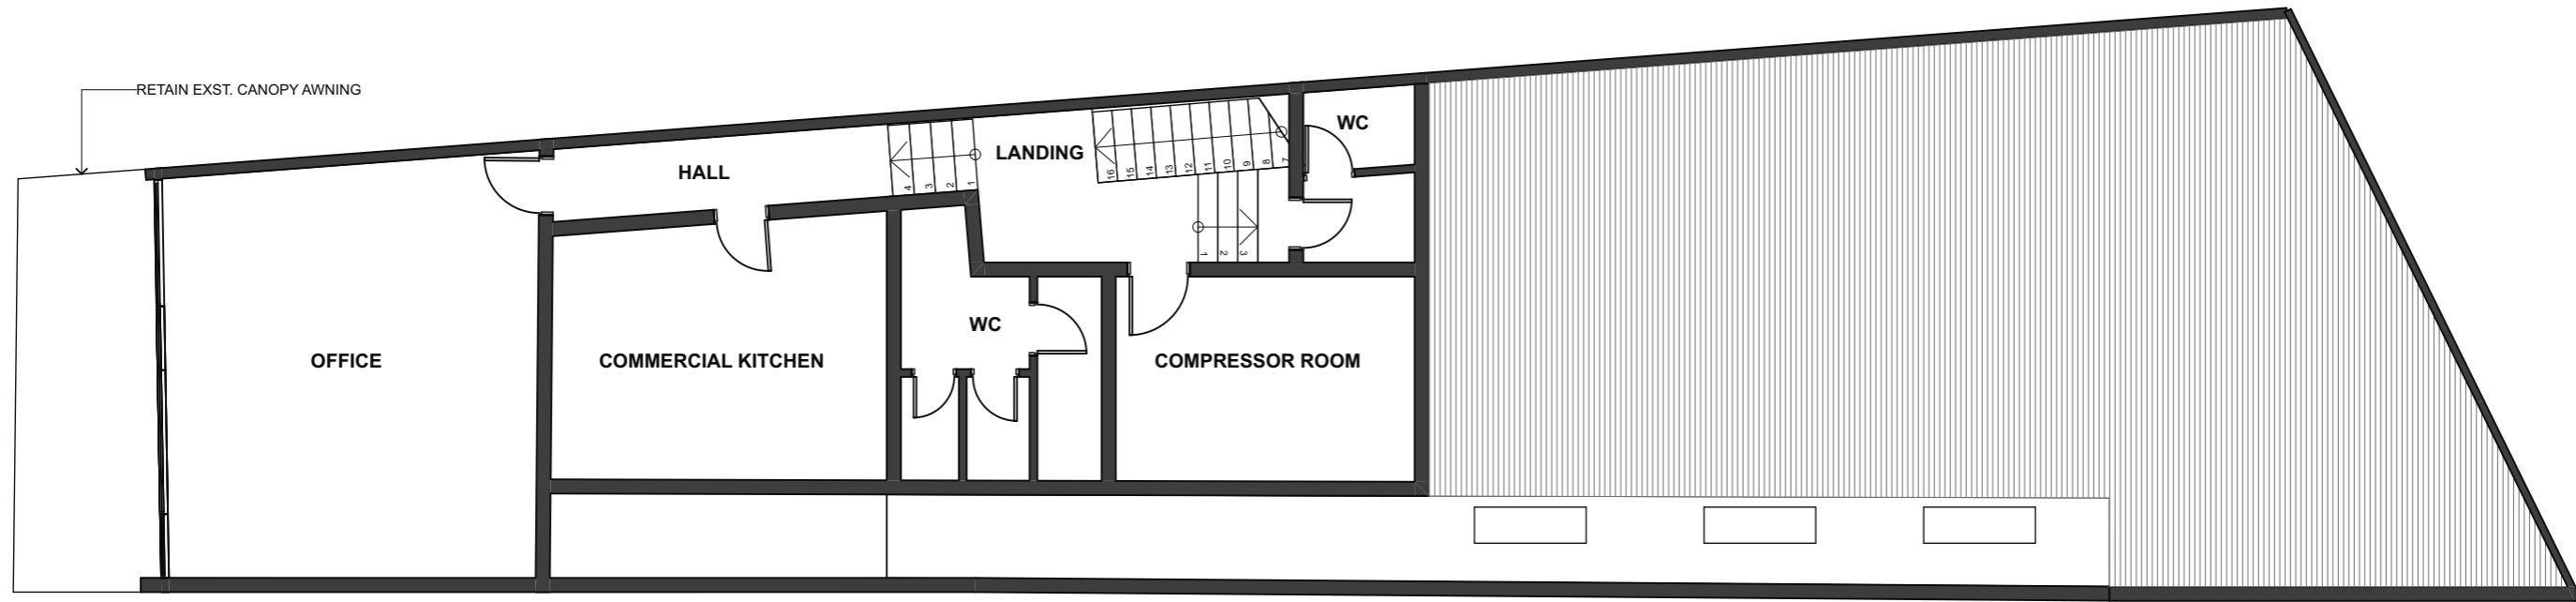 RETAIN EXST. CANOPY AWNING
WC
LANDING
HALL
16 15 14 13 12 11 10 9 8 7
4 3 2 1
1 2 3
WC
OFFICE
COMMERCIAL KITCHEN
COMPRESSOR ROOM